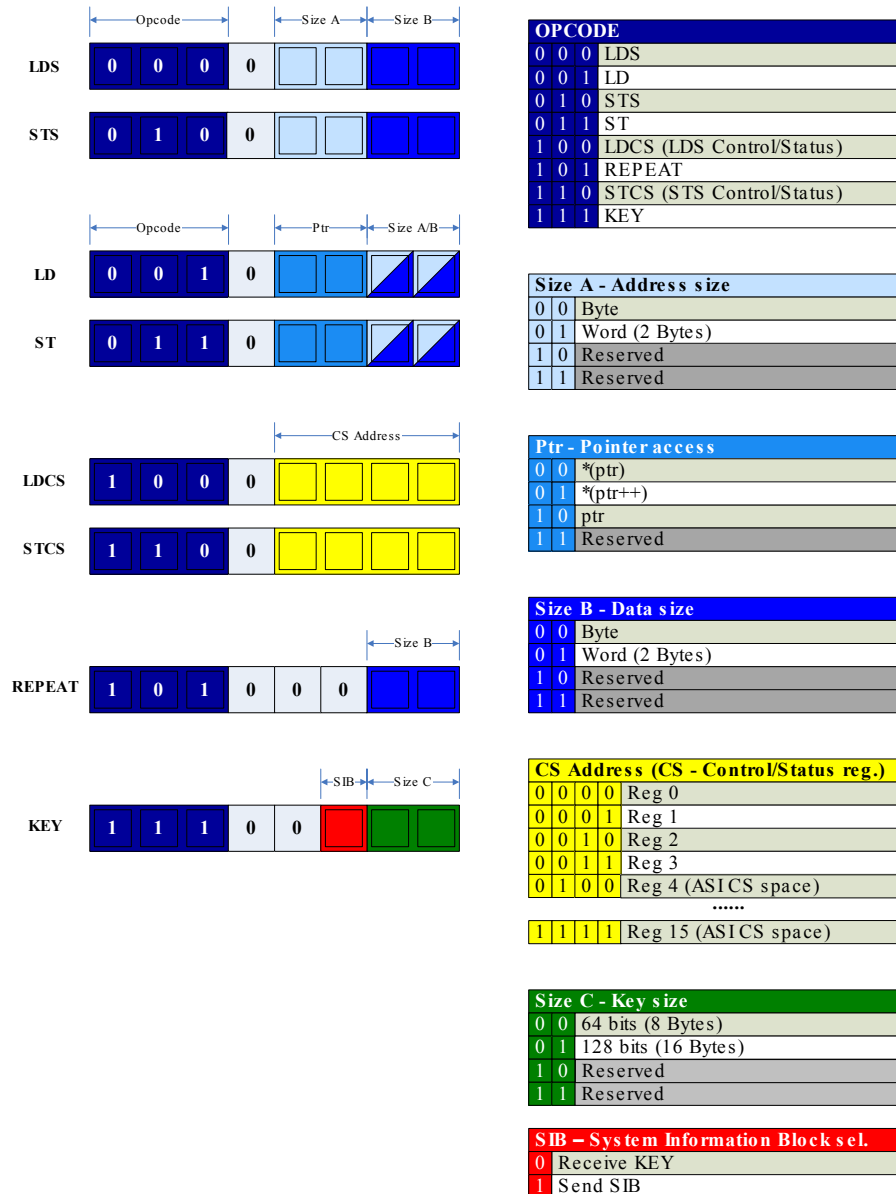 Opcode Size A Size B
LDS 0 0 0 0
STS 0 1 0 0
Opcode Ptr Size A/B
LD 0 0 1 0
ST 0 1 1 0
CS Address
LDCS 1 0 0 0
STCS 1 1 0 0
Size B
REPEAT 1 0 1 0 0 0
SIB Size C
KEY 1 1 1 0 0
OPCODE
0 0 0 LDS
0 0 1 LD
0 1 0 STS
0 1 1 ST
1 0 0 LDCS (LDS Control/Status)
1 0 1 REPEAT
1 1 0 STCS (STS Control/Status)
1 1 1 KEY
Size A - Address size
0 0 Byte
0 1 Word (2 Bytes)
1 0 Reserved
1 1 Reserved
Ptr - Pointer access
0 0 *(ptr)
0 1 *(ptr++)
1 0 ptr
1 1 Reserved
Size B - Data size
0 0 Byte
0 1 Word (2 Bytes)
1 0 Reserved
1 1 Reserved
CS Address (CS - Control/Status reg.)
0 0 0 0 Reg 0
0 0 0 1 Reg 1
0 0 1 0 Reg 2
0 0 1 1 Reg 3
0 1 0 0 Reg 4 (ASICS space)
......
1 1 1 1 Reg 15 (ASICS space)
Size C - Key size
0 0 64 bits (8 Bytes)
0 1 128 bits (16 Bytes)
1 0 Reserved
1 1 Reserved
SIB – System Information Block sel.
0 Receive KEY
1 Send SIB